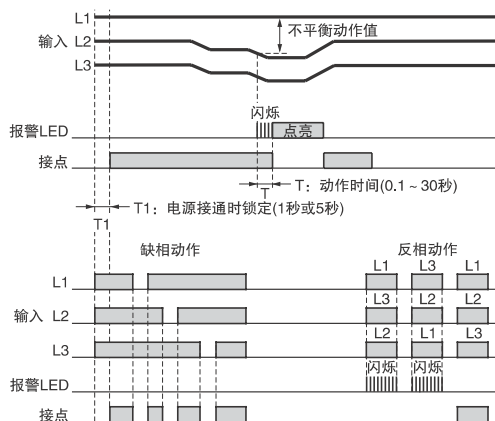 L1
不平衡动作值
输入 L2
L3
闪烁
报警LED
点亮
接点
T
T：动作时间(0.1～30秒)
T1：电源接通时锁定(1秒或5秒)
T1
缺相动作
反相动作
L1
L1
L3
L1
输入 L2
L3
L2
L2
L3
L2
L1
L3
闪烁
闪烁
报警LED
接点